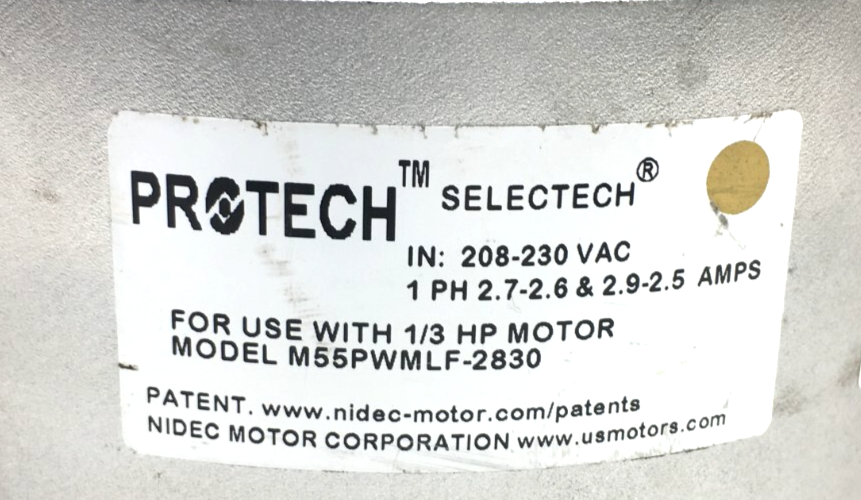 PROTECH™ SELECTECH®
IN: 208-230 VAC
1 PH 2.7-2.6 & 2.9-2.5 AMPS
FOR USE WITH 1/3 HP MOTOR
MODEL M55PWMLF-2830
PATENT. www.nidec-motor.com/patents
NIDEC MOTOR CORPORATION www.usmotors.com